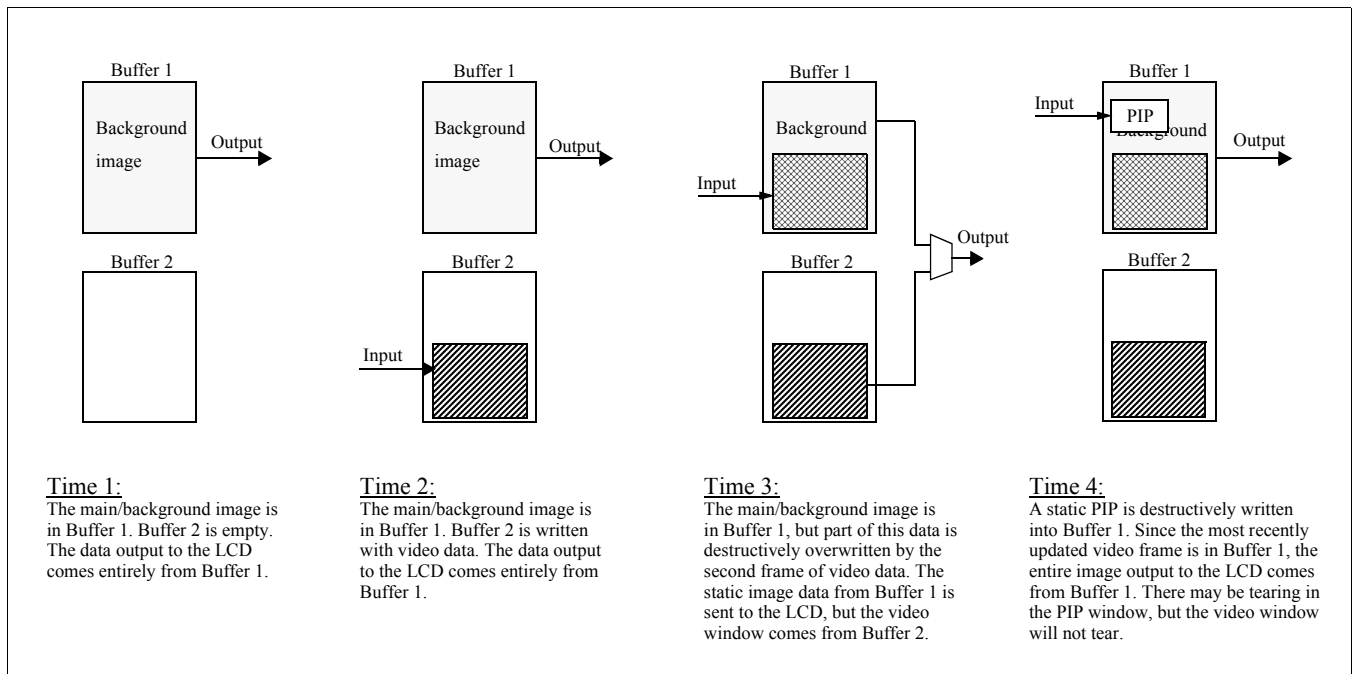 Buffer 1
Background
image
Output
Buffer 2
Time 1:
The main/background image is
in Buffer 1. Buffer 2 is empty.
The data output to the LCD
comes entirely from Buffer 1.
Buffer 1
Background
image
Output
Buffer 2
Input
Time 2:
The main/background image is
in Buffer 1. Buffer 2 is written
with video data. The data output
to the LCD comes entirely from
Buffer 1.
Buffer 1
Background
Input
Output
Buffer 2
Time 3:
The main/background image is
in Buffer 1, but part of this data is
destructively overwritten by the
second frame of video data. The
static image data from Buffer 1 is
sent to the LCD, but the video
window comes from Buffer 2.
Buffer 1
Input
PIP
Background
Output
Buffer 2
Time 4:
A static PIP is destructively written
into Buffer 1. Since the most recently
updated video frame is in Buffer 1, the
entire image output to the LCD comes
from Buffer 1. There may be tearing in
the PIP window, but the video window
will not tear.